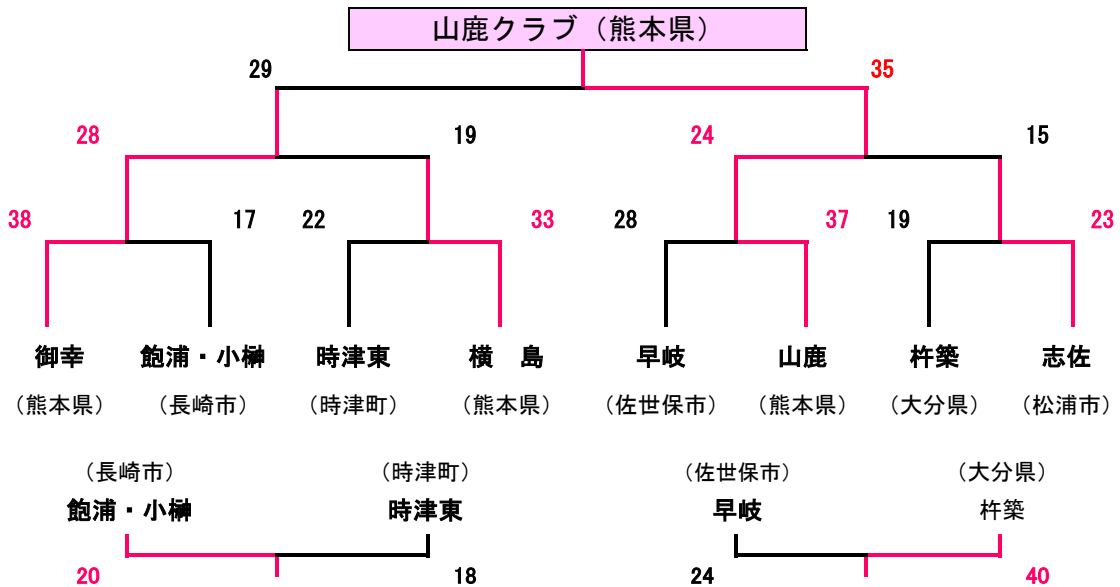 山鹿クラブ（熊本県）
29 35
28 19 24 15
38 17 22 33 28 37 19 23
御幸 飽浦・小榊 時津東 横　島 早岐 山鹿 杵築 志佐
（熊本県） （長崎市） （時津町） （熊本県） （佐世保市） （熊本県） （大分県） （松浦市）
（長崎市） （時津町） （佐世保市） （大分県）
飽浦・小榊 時津東 早岐 杵築
20 18 24 40